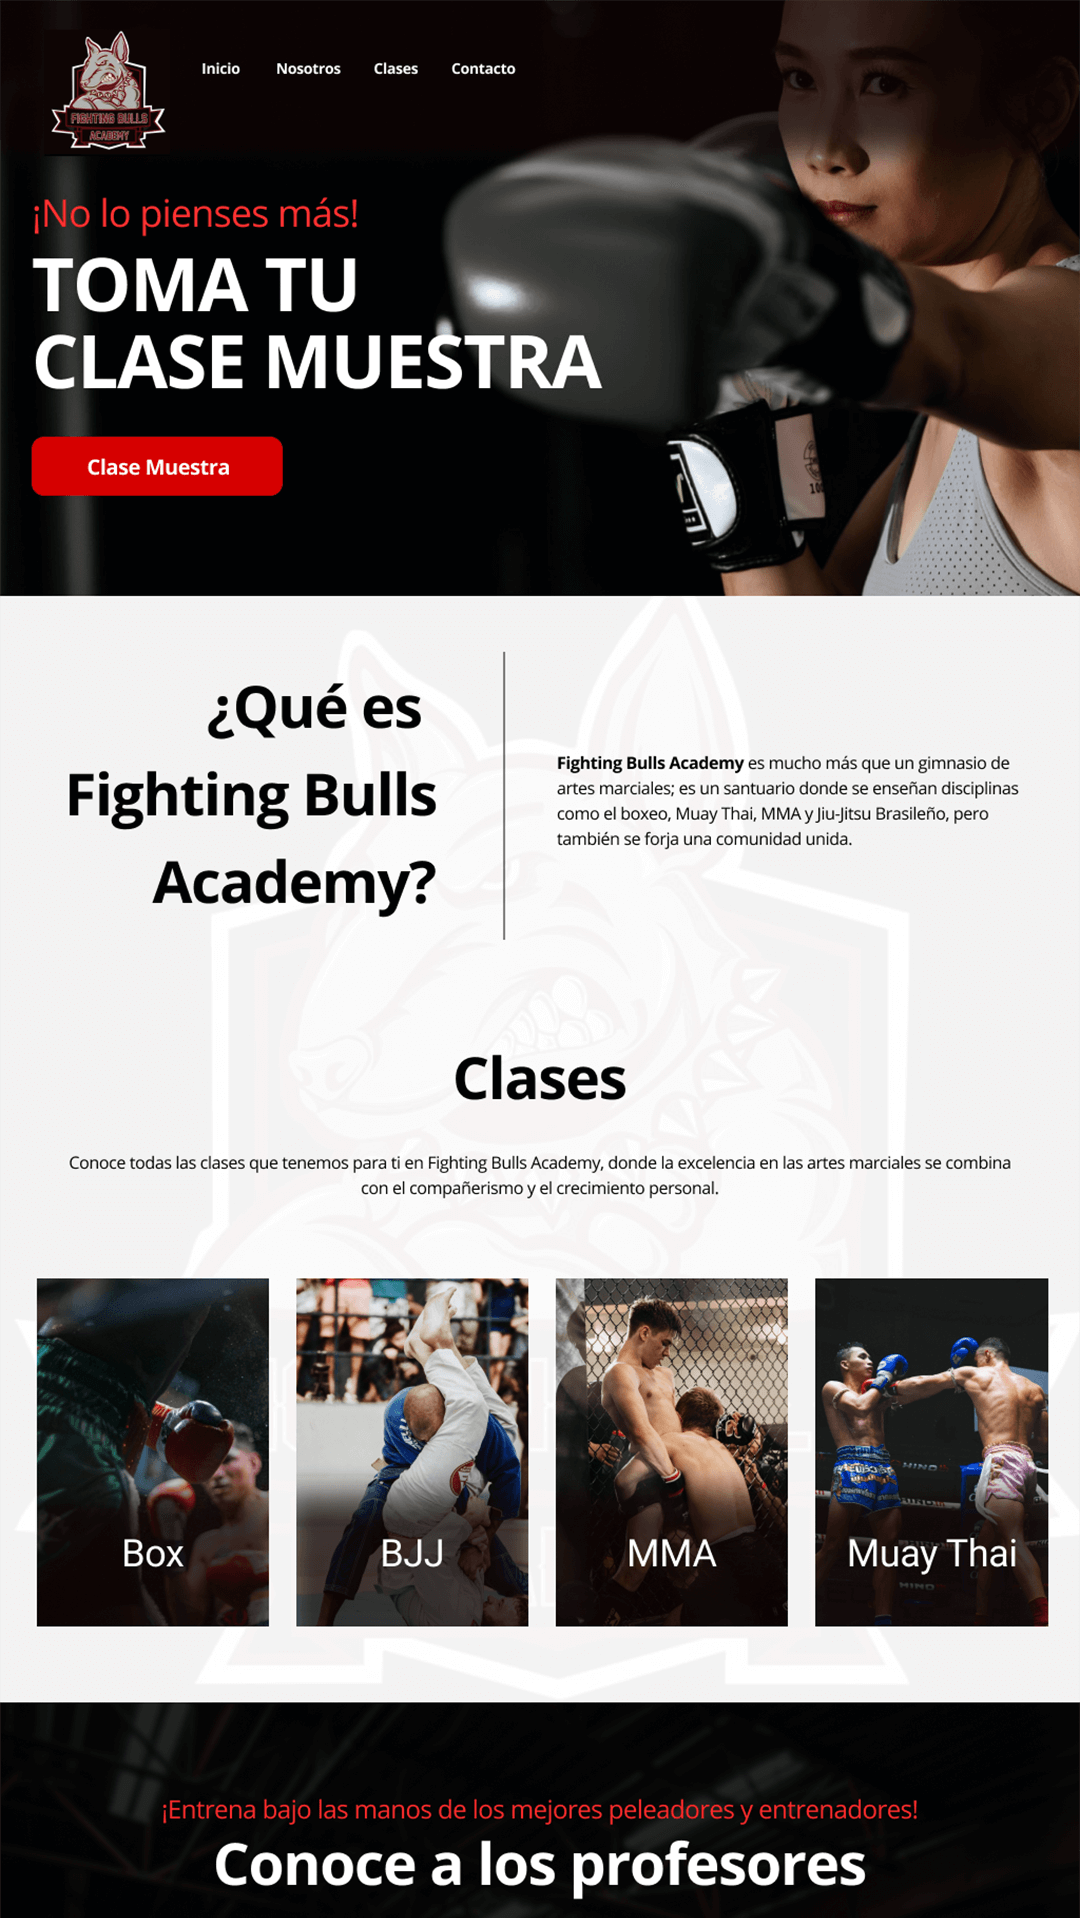 FIGHTING BULLS
ACADEMY
Inicio
Nosotros
Clases
Contacto
¡No lo pienses más!
TOMA TU
CLASE MUESTRA
Clase Muestra
¿Qué es
Fighting Bulls
Academy?
Fighting Bulls Academy es mucho más que un gimnasio de
artes marciales; es un santuario donde se enseñan disciplinas
como el boxeo, Muay Thai, MMA y Jiu-Jitsu Brasileño, pero
también se forja una comunidad unida.
Clases
Conoce todas las clases que tenemos para ti en Fighting Bulls Academy, donde la excelencia en las artes marciales se combina
con el compañerismo y el crecimiento personal.
Box
BJJ
MMA
Muay Thai
¡Entrena bajo las manos de los mejores peleadores y entrenadores!
Conoce a los profesores